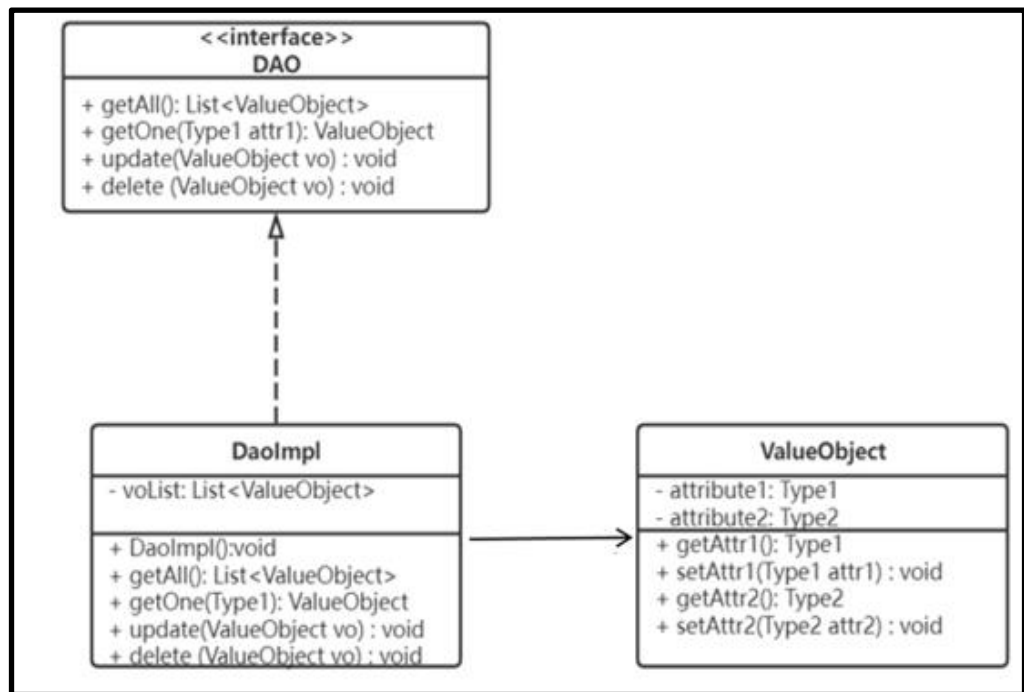 <<interface>>
DAO
+ getAll(): List<ValueObject>
+ getOne(Type1 attr1): ValueObject
+ update(ValueObject vo) : void
+ delete (ValueObject vo) : void
DaoImpl
- voList: List<ValueObject>
+ DaoImpl():void
+ getAll(): List<ValueObject>
+ getOne(Type1): ValueObject
+ update(ValueObject vo) : void
+ delete (ValueObject vo) : void
ValueObject
- attribute1: Type1
- attribute2: Type2
+ getAttr1(): Type1
+ setAttr1(Type1 attr1) : void
+ getAttr2(): Type2
+ setAttr2(Type2 attr2) : void